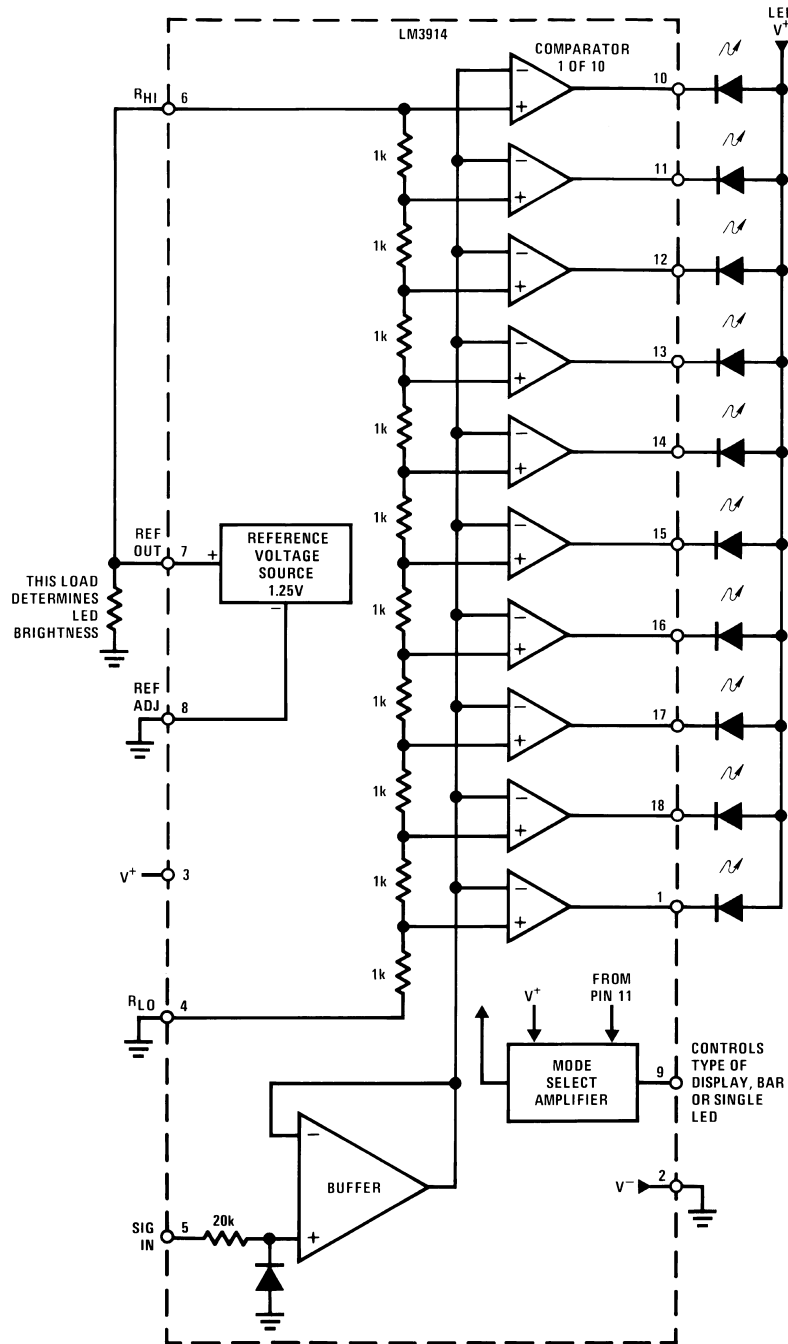 LM3914
LED
V+
COMPARATOR
1 OF 10
RHI
6
−
+
10
1k
−
+
11
1k
−
+
12
1k
−
+
13
1k
−
+
14
1k
−
+
15
REF
OUT
7
+
REFERENCE
VOLTAGE
SOURCE
1.25V
−
THIS LOAD
DETERMINES
LED
BRIGHTNESS
1k
−
+
16
REF
ADJ
8
1k
−
+
17
1k
−
+
18
V+
3
1k
−
+
1
1k
RLO
4
V+
FROM
PIN 11
MODE
SELECT
AMPLIFIER
9
CONTROLS
TYPE OF
DISPLAY, BAR
OR SINGLE
LED
−
BUFFER
+
V−
2
SIG
IN
5
20k